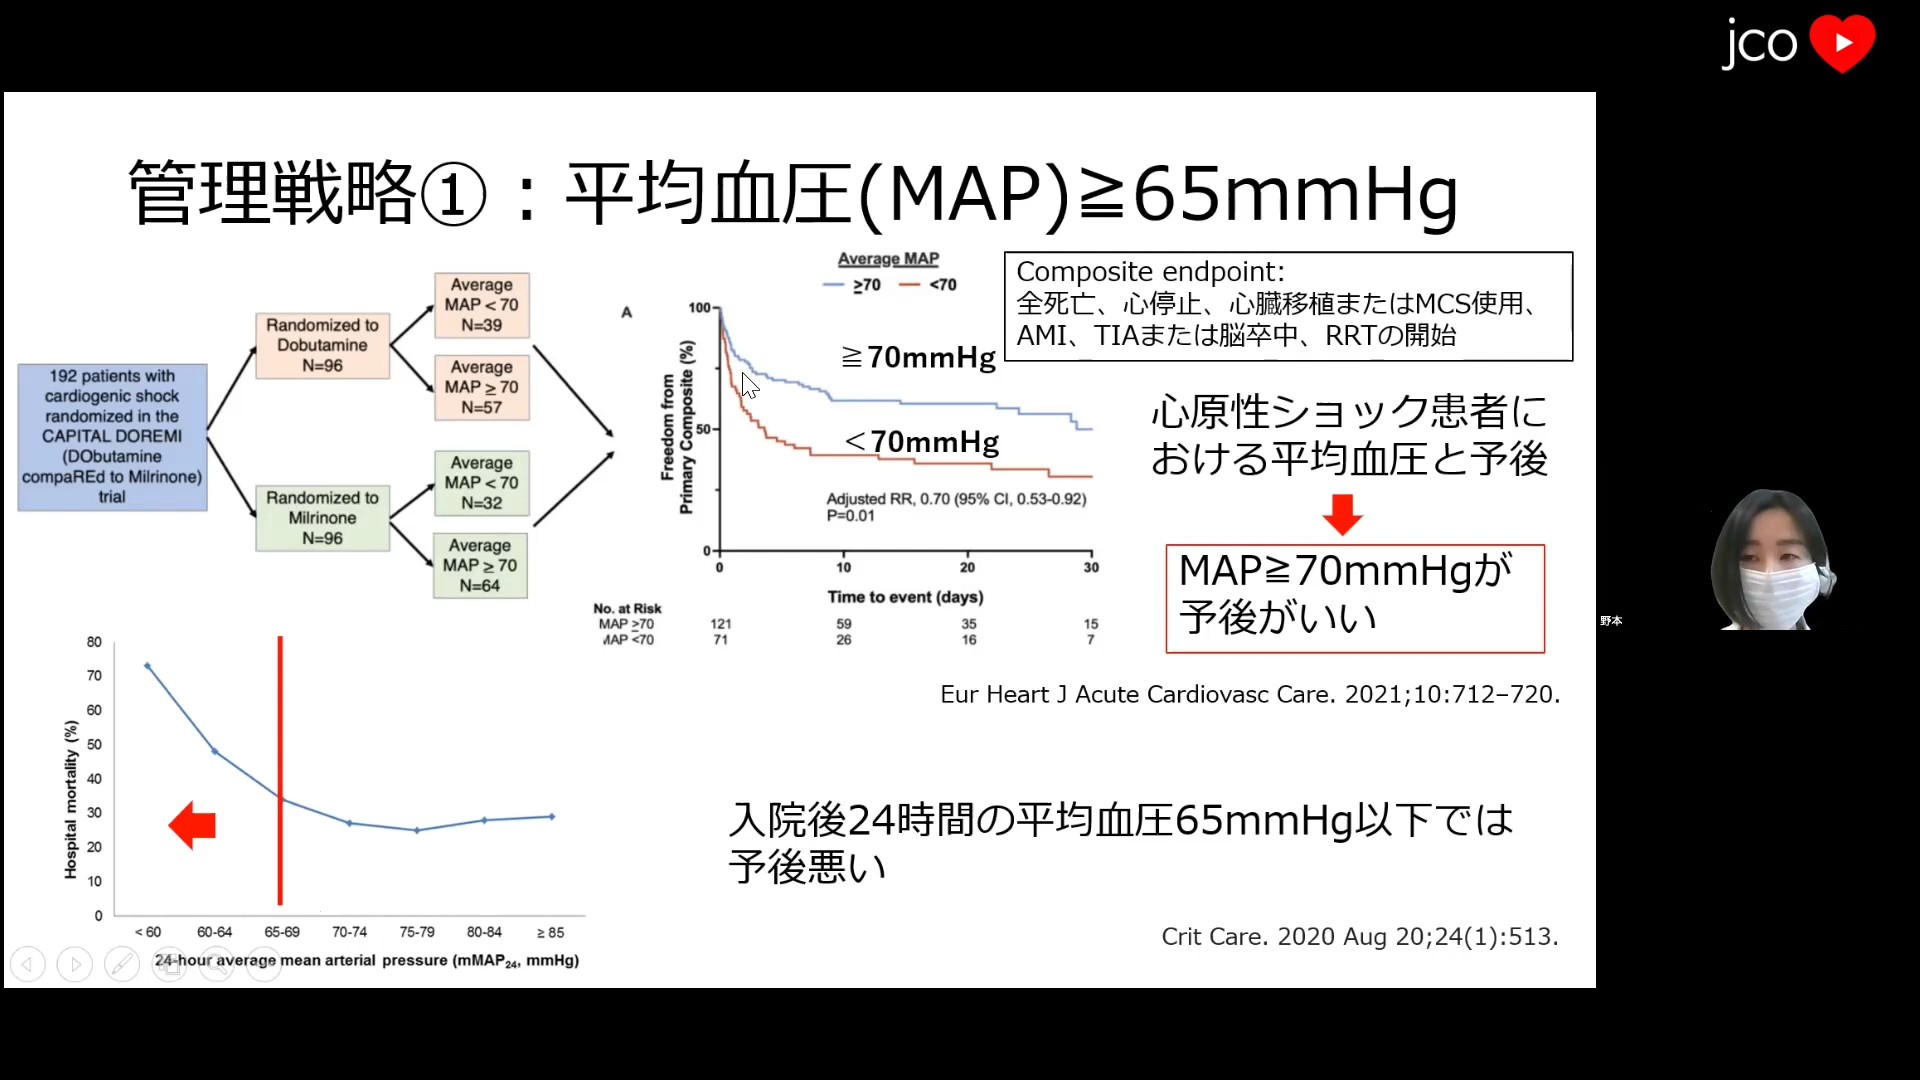 jco
管理戦略①：平均血圧(MAP)≧65mmHg
192 patients with
cardiogenic shock
randomized in the
CAPITAL DOREMI
(DObutamine
compaREd to Milrinone)
trial
Randomized to
Dobutamine
N=96
Randomized to
Milrinone
N=96
Average
MAP < 70
N=39
Average
MAP ≥ 70
N=57
Average
MAP < 70
N=32
Average
MAP ≥ 70
N=64
A
Average MAP
≥70 <70
Freedom from
Primary Composite (%)
100
50
0
≧70mmHg
＜70mmHg
Adjusted RR, 0.70 (95% CI, 0.53-0.92)
P=0.01
0 10 20 30
Time to event (days)
No. at Risk
MAP ≥70 121 59 35 15
MAP <70 71 26 16 7
Composite endpoint:
全死亡、心停止、心臓移植またはMCS使用、
AMI、TIAまたは脳卒中、RRTの開始
心原性ショック患者に
おける平均血圧と予後
MAP≧70mmHgが
予後がいい
Eur Heart J Acute Cardiovasc Care. 2021;10:712–720.
Hospital mortality (%)
80
70
60
50
40
30
20
10
0
< 60 60-64 65-69 70-74 75-79 80-84 ≥ 85
24-hour average mean arterial pressure (mMAP24, mmHg)
入院後24時間の平均血圧65mmHg以下では
予後悪い
Crit Care. 2020 Aug 20;24(1):513.
野本